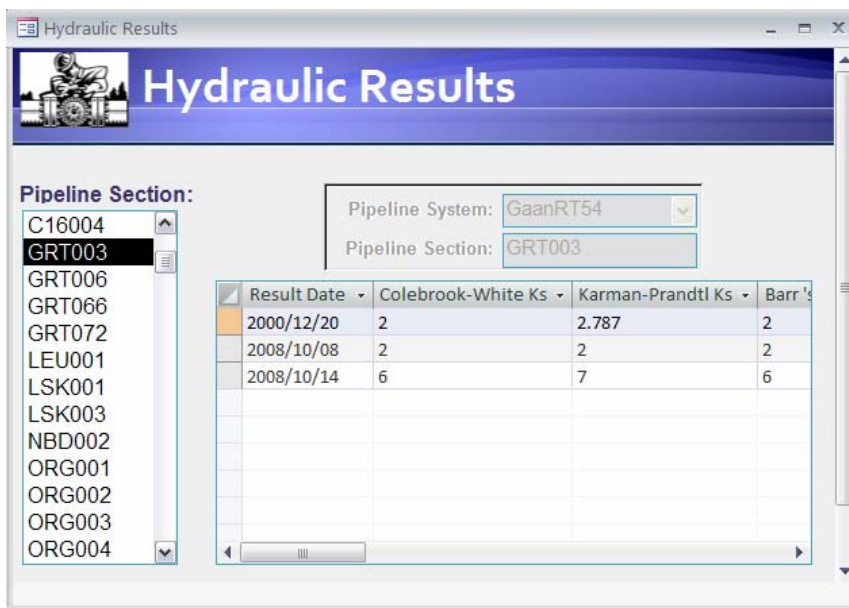 Hydraulic Results
Hydraulic Results
Pipeline Section:
C16004
GRT003
GRT006
GRT066
GRT072
LEU001
LSK001
LSK003
NBD002
ORG001
ORG002
ORG003
ORG004
Pipeline System: GaanRT54
Pipeline Section: GRT003
Result Date Colebrook-White Ks Karman-Prandtl Ks Barr 's
2000/12/20 2 2.787 2
2008/10/08 2 2 2
2008/10/14 6 7 6